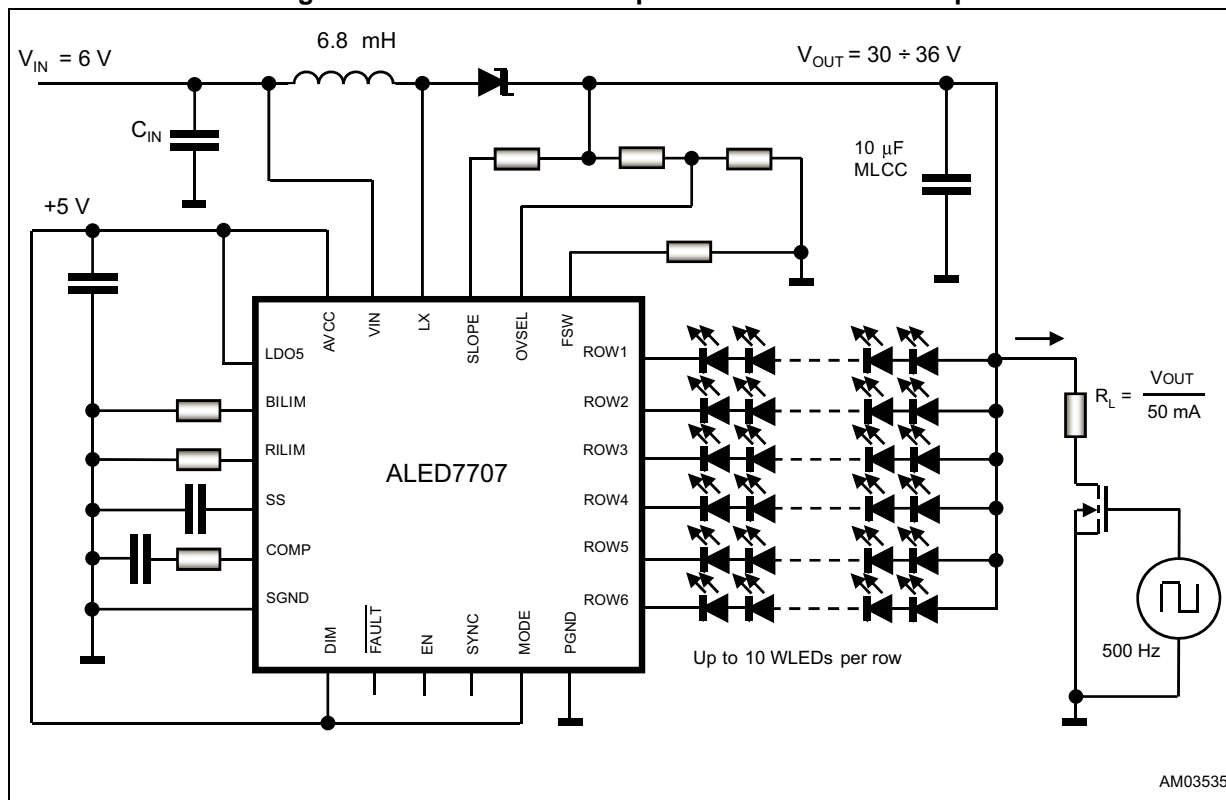 6.8 mH
V_IN = 6 V
V_OUT = 30 ÷ 36 V
C_IN
10 μF
MLCC
+5 V
AVCC
VIN
LX
SLOPE
OVSEL
FSW
LDO5
BILIM
RILIM
SS
COMP
SGND
ALED7707
ROW1
ROW2
ROW3
ROW4
ROW5
ROW6
R_L = VOUT
50 mA
DIM
FAULT
EN
SYNC
MODE
PGND
Up to 10 WLEDs per row
500 Hz
AM03535